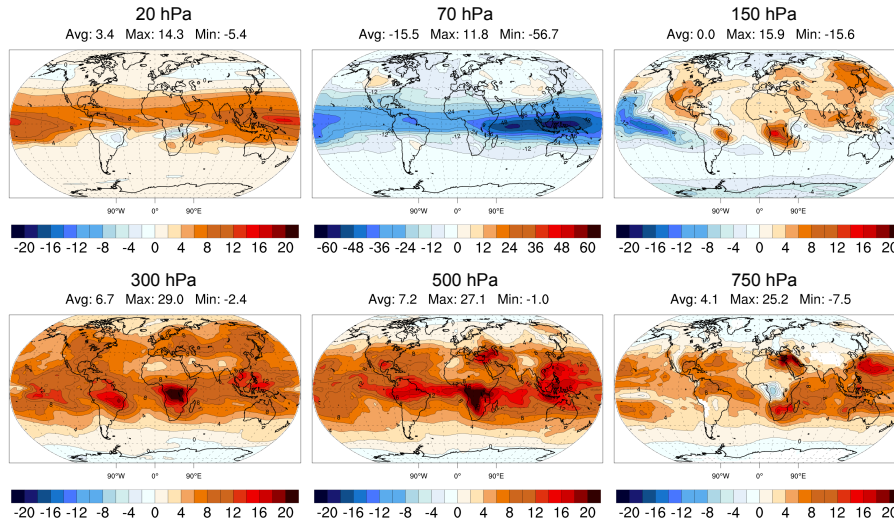 20 hPa 70 hPa 150 hPa
Avg: 3.4 Max: 14.3 Min: -5.4 Avg: -15.5 Max: 11.8 Min: -56.7 Avg: 0.0 Max: 15.9 Min: -15.6
90°W 0° 90°E 90°W 0° 90°E 90°W 0° 90°E
-20 -16 -12 -8 -4 0 4 8 12 16 20 -60 -48 -36 -24 -12 0 12 24 36 48 60 -20 -16 -12 -8 -4 0 4 8 12 16 20
300 hPa 500 hPa 750 hPa
Avg: 6.7 Max: 29.0 Min: -2.4 Avg: 7.2 Max: 27.1 Min: -1.0 Avg: 4.1 Max: 25.2 Min: -7.5
90°W 0° 90°E 90°W 0° 90°E 90°W 0° 90°E
-20 -16 -12 -8 -4 0 4 8 12 16 20 -20 -16 -12 -8 -4 0 4 8 12 16 20 -20 -16 -12 -8 -4 0 4 8 12 16 20